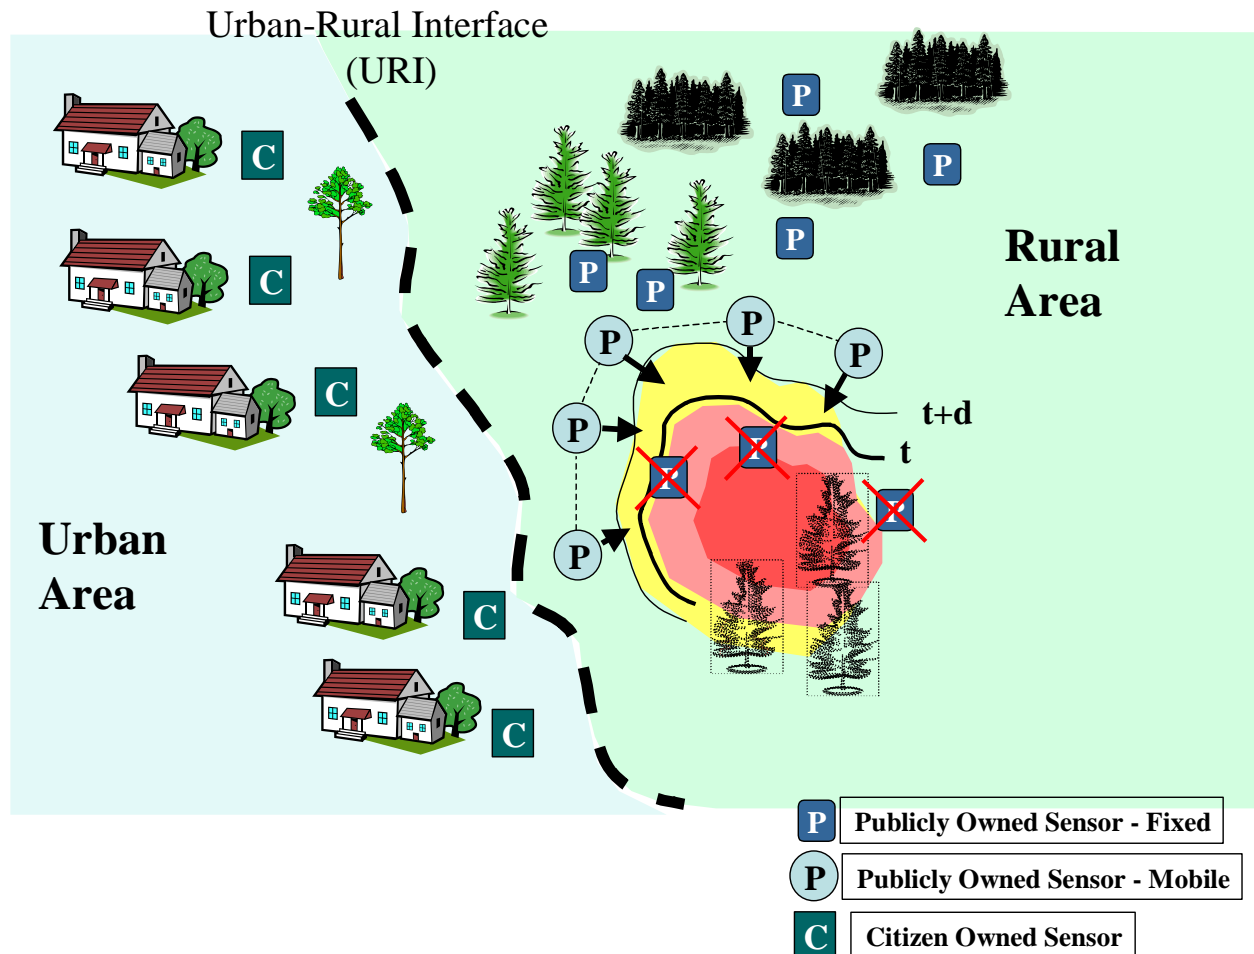 Urban-Rural Interface
(URI)
P
C
P
P
C
P
P
Rural
Area
P
P
P
C
t+d
P
P
t
P
P
Urban
Area
P
C
C
P Publicly Owned Sensor - Fixed
P Publicly Owned Sensor - Mobile
C Citizen Owned Sensor